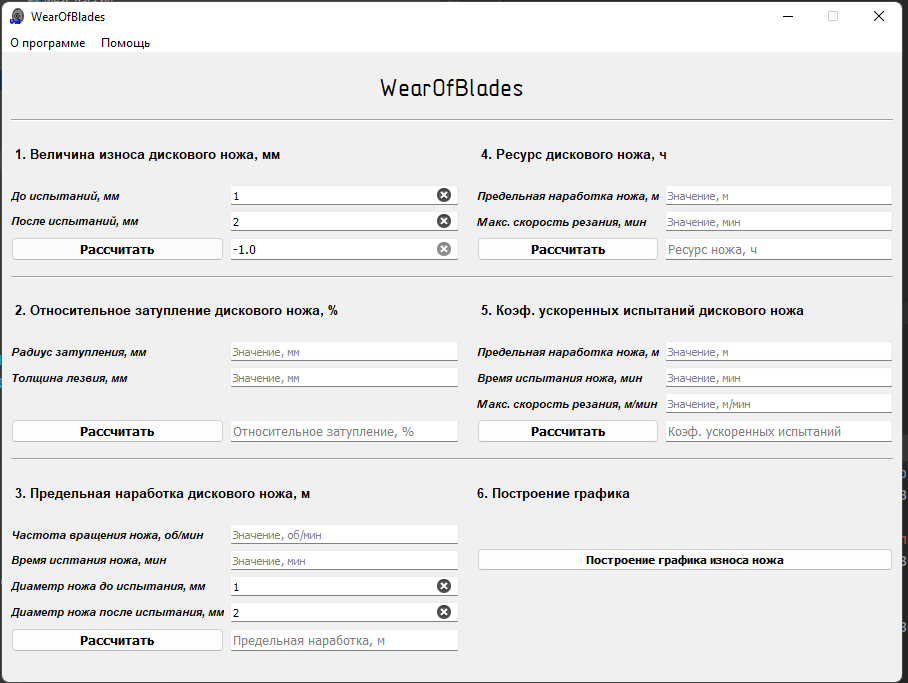 WearOfBlades
О программе Помощь
WearOfBlades
1. Величина износа дискового ножа, мм
До испытаний, мм 1
После испытаний, мм 2
Рассчитать -1.0
2. Относительное затупление дискового ножа, %
Радиус затупления, мм Значение, мм
Толщина лезвия, мм Значение, мм
Рассчитать Относительное затупление, %
3. Предельная наработка дискового ножа, м
Частота вращения ножа, об/мин Значение, об/мин
Время исптания ножа, мин Значение, мин
Диаметр ножа до испытания, мм 1
Диаметр ножа после испытания, мм 2
Рассчитать Предельная наработка, м
4. Ресурс дискового ножа, ч
Предельная наработка ножа, м Значение, м
Макс. скорость резания, мин Значение, мин
Рассчитать Ресурс ножа, ч
5. Коэф. ускоренных испытаний дискового ножа
Предельная наработка ножа, м Значение, м
Время испытания ножа, мин Значение, мин
Макс. скорость резания, м/мин Значение, м/мин
Рассчитать Коэф. ускоренных испытаний
6. Построение графика
Построение графика износа ножа